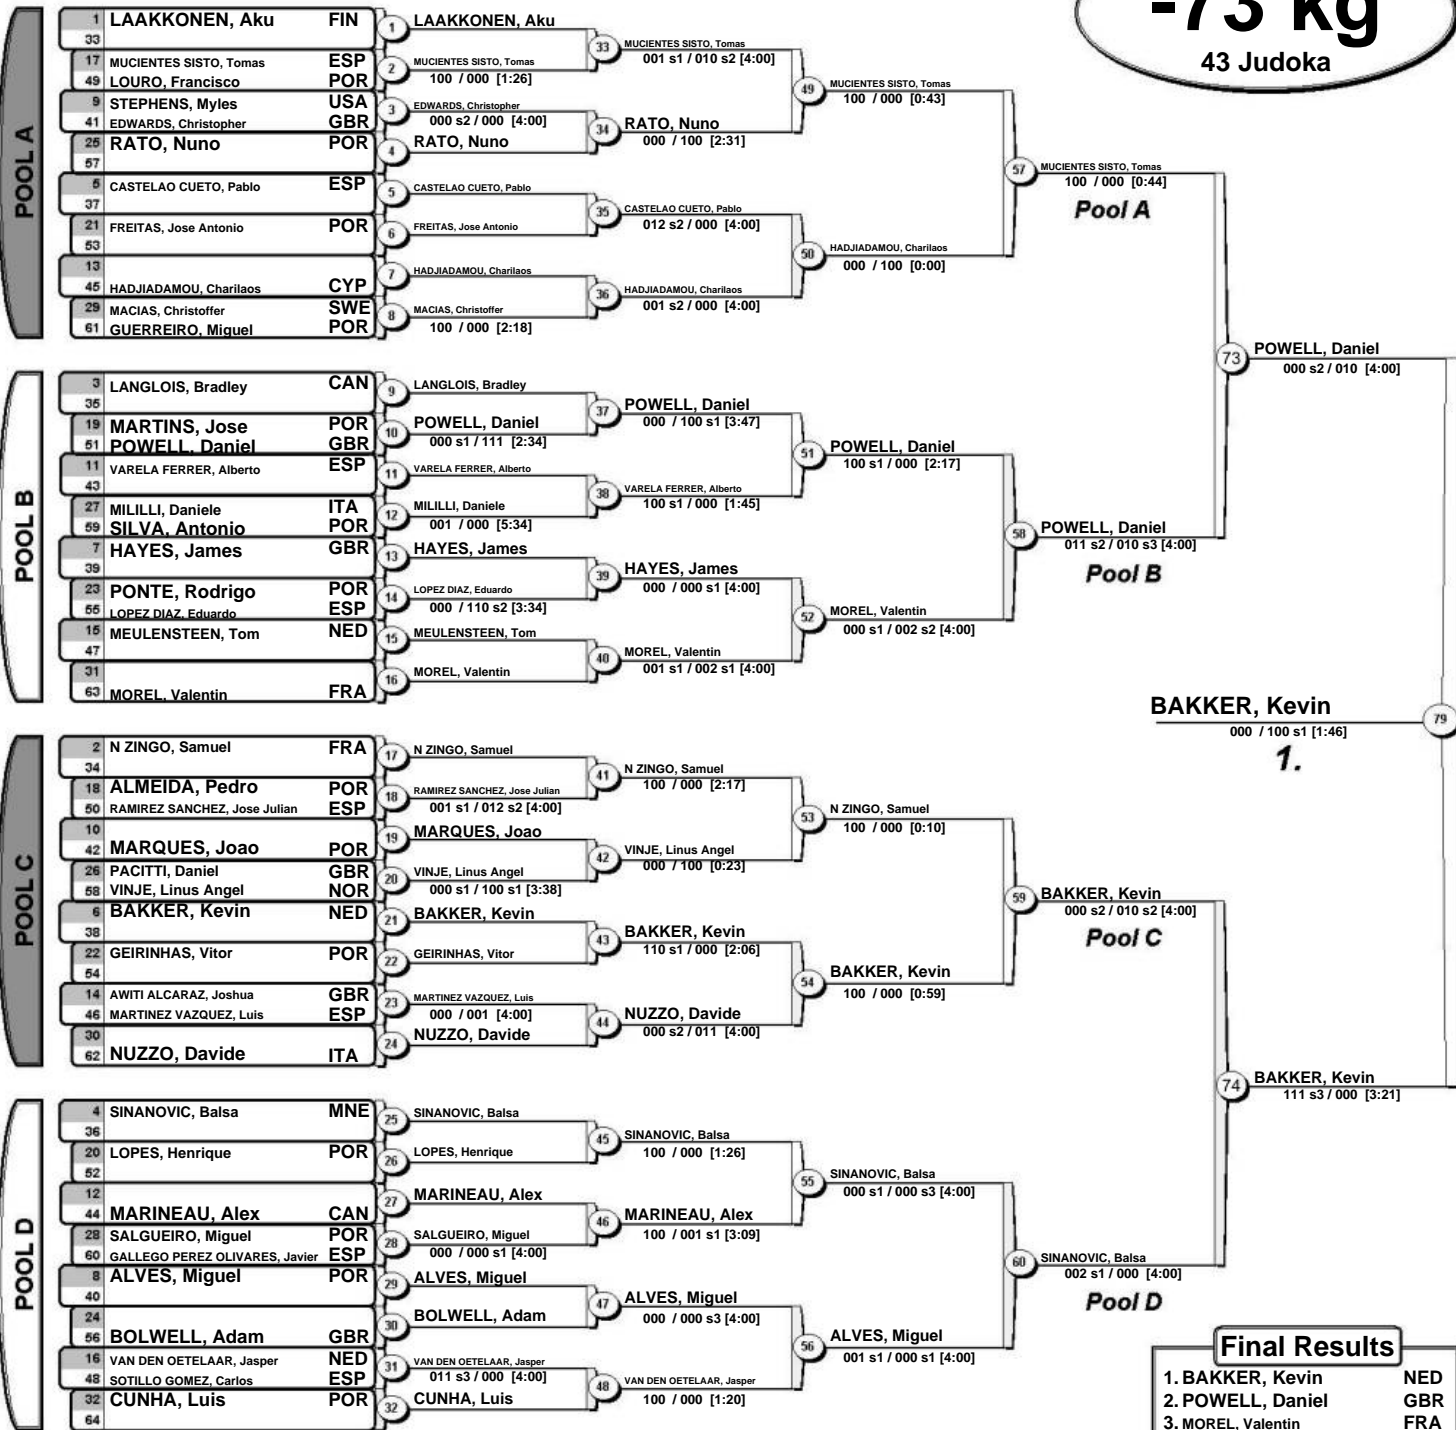 -73 kg
43 Judoka
POOL A
1 LAAKKONEN, Aku FIN
33
17 MUCIENTES SISTO, Tomas ESP
49 LOURO, Francisco POR
9 STEPHENS, Myles USA
41 EDWARDS, Christopher GBR
25 RATO, Nuno POR
57
5 CASTELAO CUETO, Pablo ESP
37
21 FREITAS, Jose Antonio POR
53
13
45 HADJIADAMOU, Charilaos CYP
29 MACIAS, Christoffer SWE
61 GUERREIRO, Miguel POR
1 LAAKKONEN, Aku
2 MUCIENTES SISTO, Tomas
100 / 000 [1:26]
3 EDWARDS, Christopher
000 s2 / 000 [4:00]
4 RATO, Nuno
5 CASTELAO CUETO, Pablo
6 FREITAS, Jose Antonio
7 HADJIADAMOU, Charilaos
8 MACIAS, Christoffer
100 / 000 [2:18]
33 MUCIENTES SISTO, Tomas
001 s1 / 010 s2 [4:00]
34 RATO, Nuno
000 / 100 [2:31]
35 CASTELAO CUETO, Pablo
012 s2 / 000 [4:00]
36 HADJIADAMOU, Charilaos
001 s2 / 000 [4:00]
49 MUCIENTES SISTO, Tomas
100 / 000 [0:43]
50 HADJIADAMOU, Charilaos
000 / 100 [0:00]
57 MUCIENTES SISTO, Tomas
100 / 000 [0:44]
Pool A
POOL B
3 LANGLOIS, Bradley CAN
35
19 MARTINS, Jose POR
51 POWELL, Daniel GBR
11 VARELA FERRER, Alberto ESP
43
27 MILILLI, Daniele ITA
59 SILVA, Antonio POR
7 HAYES, James GBR
39
23 PONTE, Rodrigo POR
55 LOPEZ DIAZ, Eduardo ESP
15 MEULENSTEEN, Tom NED
47
31
63 MOREL, Valentin FRA
9 LANGLOIS, Bradley
10 POWELL, Daniel
000 s1 / 111 [2:34]
11 VARELA FERRER, Alberto
12 MILILLI, Daniele
001 / 000 [5:34]
13 HAYES, James
14 LOPEZ DIAZ, Eduardo
000 / 110 s2 [3:34]
15 MEULENSTEEN, Tom
16 MOREL, Valentin
37 POWELL, Daniel
000 / 100 s1 [3:47]
38 VARELA FERRER, Alberto
100 s1 / 000 [1:45]
39 HAYES, James
000 / 000 s1 [4:00]
40 MOREL, Valentin
001 s1 / 002 s1 [4:00]
51 POWELL, Daniel
100 s1 / 000 [2:17]
52 MOREL, Valentin
000 s1 / 002 s2 [4:00]
58 POWELL, Daniel
011 s2 / 010 s3 [4:00]
Pool B
73 POWELL, Daniel
000 s2 / 010 [4:00]
BAKKER, Kevin 79
000 / 100 s1 [1:46]
1.
POOL C
2 N ZINGO, Samuel FRA
34
18 ALMEIDA, Pedro POR
50 RAMIREZ SANCHEZ, Jose Julian ESP
10
42 MARQUES, Joao POR
26 PACITTI, Daniel GBR
58 VINJE, Linus Angel NOR
6 BAKKER, Kevin NED
38
22 GEIRINHAS, Vitor POR
54
14 AWITI ALCARAZ, Joshua GBR
46 MARTINEZ VAZQUEZ, Luis ESP
30
62 NUZZO, Davide ITA
17 N ZINGO, Samuel
18 RAMIREZ SANCHEZ, Jose Julian
001 s1 / 012 s2 [4:00]
19 MARQUES, Joao
20 VINJE, Linus Angel
000 s1 / 100 s1 [3:38]
21 BAKKER, Kevin
22 GEIRINHAS, Vitor
23 MARTINEZ VAZQUEZ, Luis
000 / 001 [4:00]
24 NUZZO, Davide
41 N ZINGO, Samuel
100 / 000 [2:17]
42 VINJE, Linus Angel
000 / 100 [0:23]
43 BAKKER, Kevin
110 s1 / 000 [2:06]
44 NUZZO, Davide
000 s2 / 011 [4:00]
53 N ZINGO, Samuel
100 / 000 [0:10]
54 BAKKER, Kevin
100 / 000 [0:59]
59 BAKKER, Kevin
000 s2 / 010 s2 [4:00]
Pool C
74 BAKKER, Kevin
111 s3 / 000 [3:21]
POOL D
4 SINANOVIC, Balsa MNE
36
20 LOPES, Henrique POR
52
12
44 MARINEAU, Alex CAN
28 SALGUEIRO, Miguel POR
60 GALLEGO PEREZ OLIVARES, Javier ESP
8 ALVES, Miguel POR
40
24
56 BOLWELL, Adam GBR
16 VAN DEN OETELAAR, Jasper NED
48 SOTILLO GOMEZ, Carlos ESP
32 CUNHA, Luis POR
64
25 SINANOVIC, Balsa
26 LOPES, Henrique
27 MARINEAU, Alex
28 SALGUEIRO, Miguel
000 / 000 s1 [4:00]
29 ALVES, Miguel
30 BOLWELL, Adam
31 VAN DEN OETELAAR, Jasper
011 s3 / 000 [4:00]
32 CUNHA, Luis
45 SINANOVIC, Balsa
100 / 000 [1:26]
46 MARINEAU, Alex
100 / 001 s1 [3:09]
47 ALVES, Miguel
000 / 000 s3 [4:00]
48 VAN DEN OETELAAR, Jasper
100 / 000 [1:20]
55 SINANOVIC, Balsa
000 s1 / 000 s3 [4:00]
56 ALVES, Miguel
001 s1 / 000 s1 [4:00]
60 SINANOVIC, Balsa
002 s1 / 000 [4:00]
Pool D
Final Results
1. BAKKER, Kevin NED
2. POWELL, Daniel GBR
3. MOREL, Valentin FRA